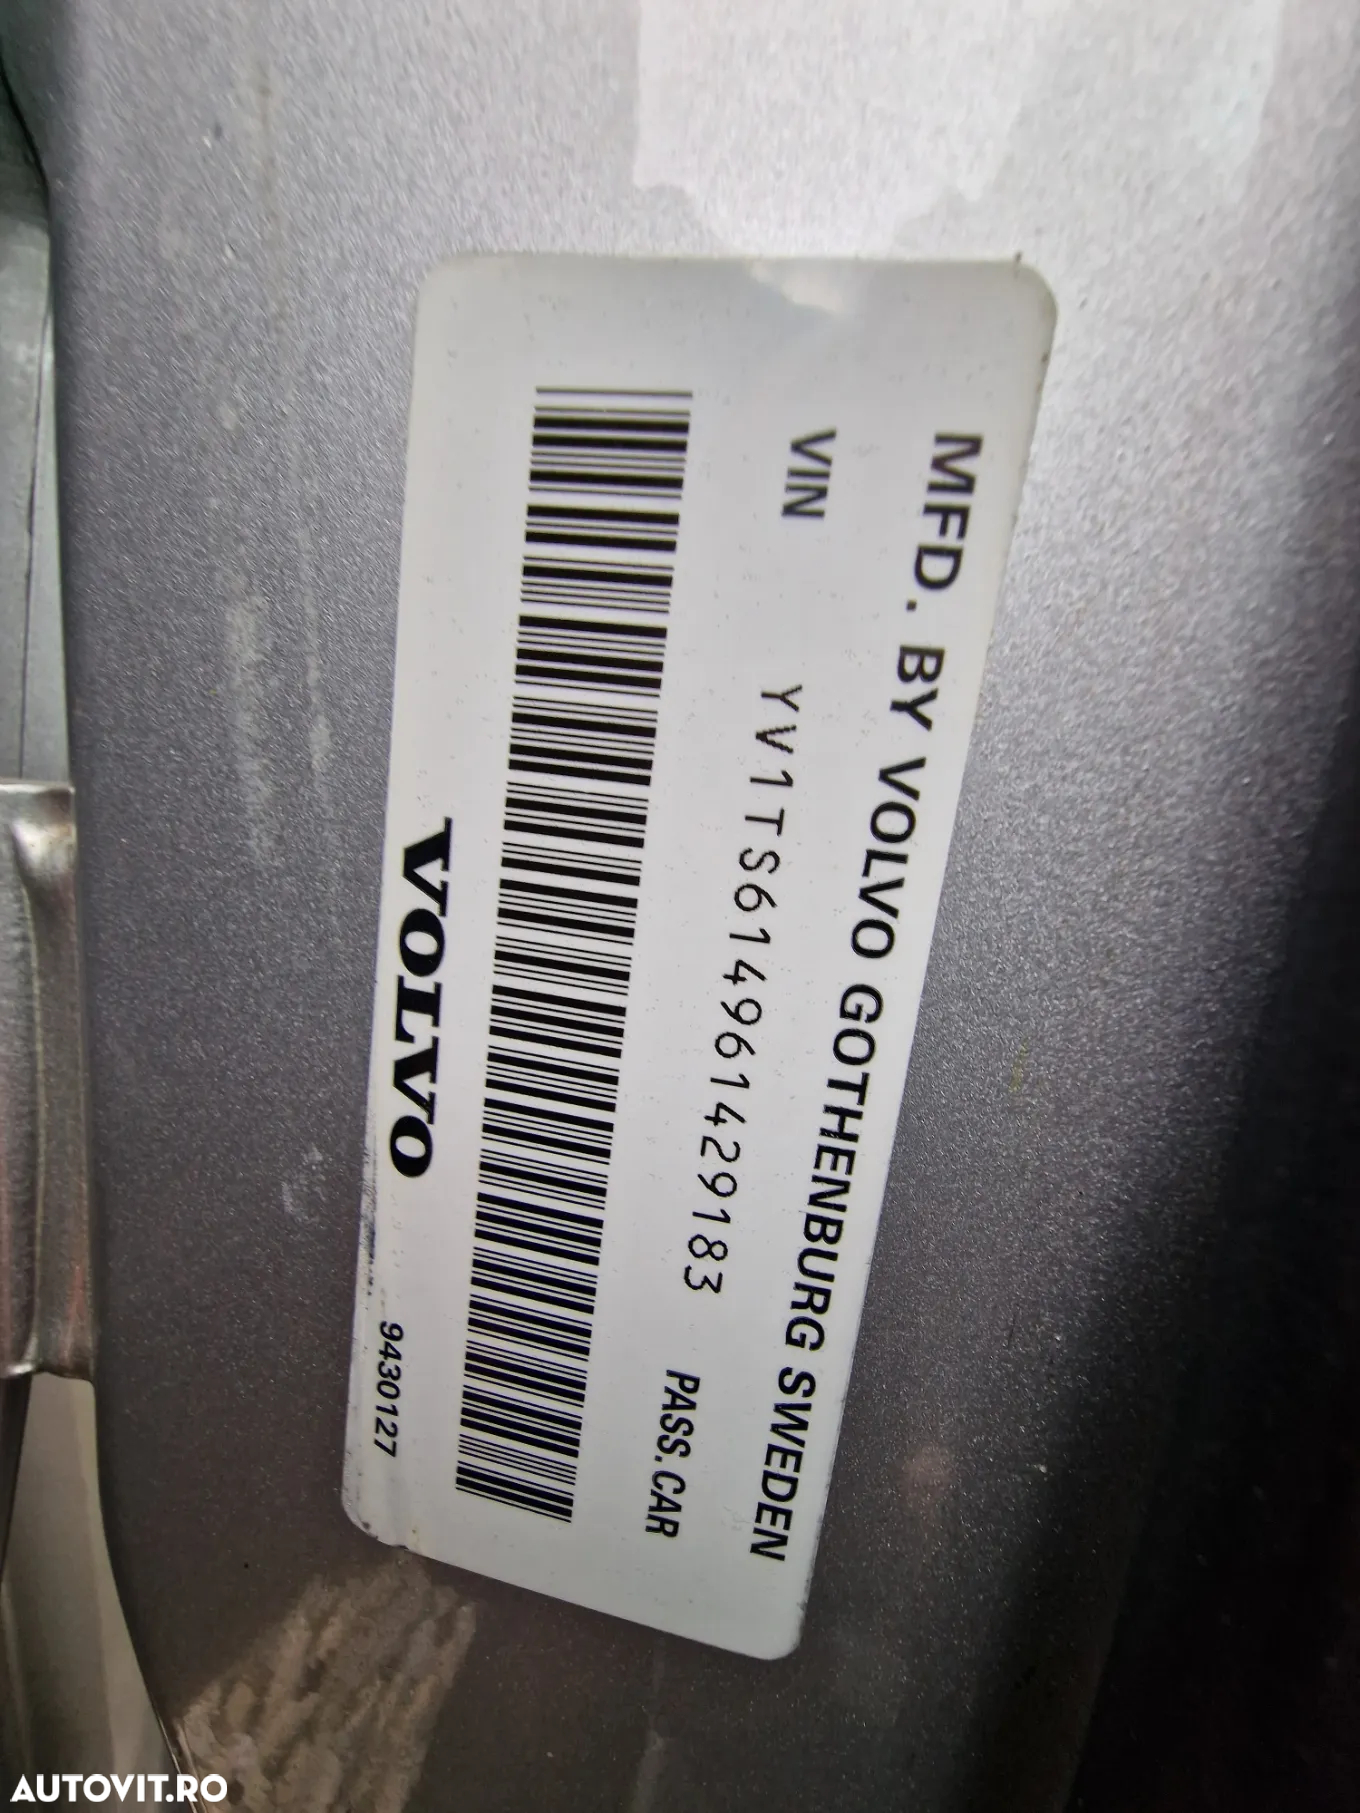 MFD. BY VOLVO GOTHENBURG SWEDEN
VIN YV1TS614961429183 PASS.CAR
VOLVO 9430127
AUTOVIT.RO